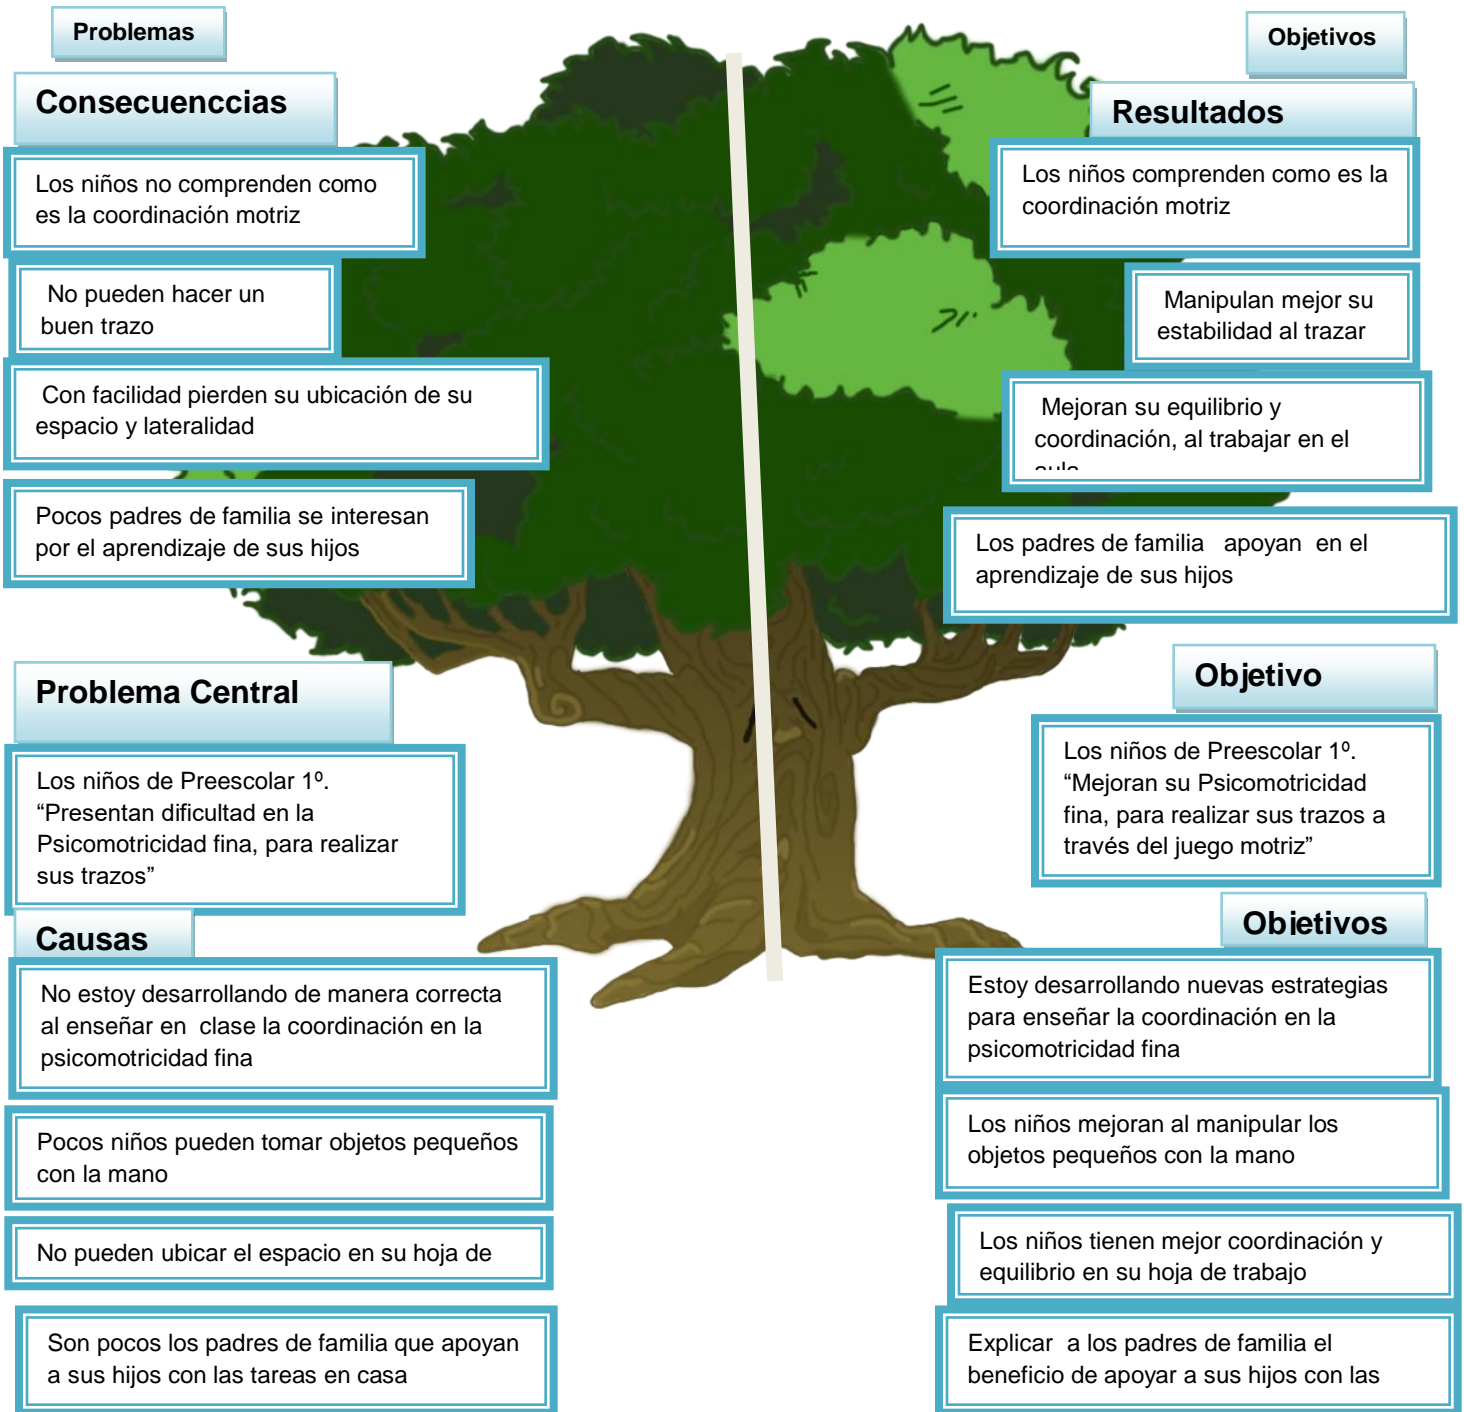 Problemas
Consecuenccias
Los niños no comprenden como
es la coordinación motriz
No pueden hacer un
buen trazo
Con facilidad pierden su ubicación de su
espacio y lateralidad
Pocos padres de familia se interesan
por el aprendizaje de sus hijos
Problema Central
Los niños de Preescolar 1º.
“Presentan dificultad en la
Psicomotricidad fina, para realizar
sus trazos”
Causas
No estoy desarrollando de manera correcta
al enseñar en clase la coordinación en la
psicomotricidad fina
Pocos niños pueden tomar objetos pequeños
con la mano
No pueden ubicar el espacio en su hoja de
Son pocos los padres de familia que apoyan
a sus hijos con las tareas en casa
Objetivos
Resultados
Los niños comprenden como es la
coordinación motriz
Manipulan mejor su
estabilidad al trazar
Mejoran su equilibrio y
coordinación, al trabajar en el
aula
Los padres de familia apoyan en el
aprendizaje de sus hijos
Objetivo
Los niños de Preescolar 1º.
“Mejoran su Psicomotricidad
fina, para realizar sus trazos a
través del juego motriz”
Objetivos
Estoy desarrollando nuevas estrategias
para enseñar la coordinación en la
psicomotricidad fina
Los niños mejoran al manipular los
objetos pequeños con la mano
Los niños tienen mejor coordinación y
equilibrio en su hoja de trabajo
Explicar a los padres de familia el
beneficio de apoyar a sus hijos con las